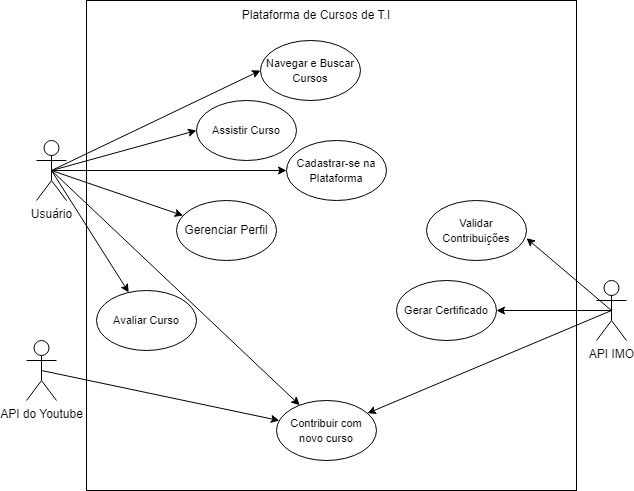 Plataforma de Cursos de T.I
Navegar e Buscar
Cursos
Assistir Curso
Cadastrar-se na
Plataforma
Usuário
Gerenciar Perfil
Validar
Contribuições
Gerar Certificado
Avaliar Curso
API IMO
API do Youtube
Contribuir com
novo curso